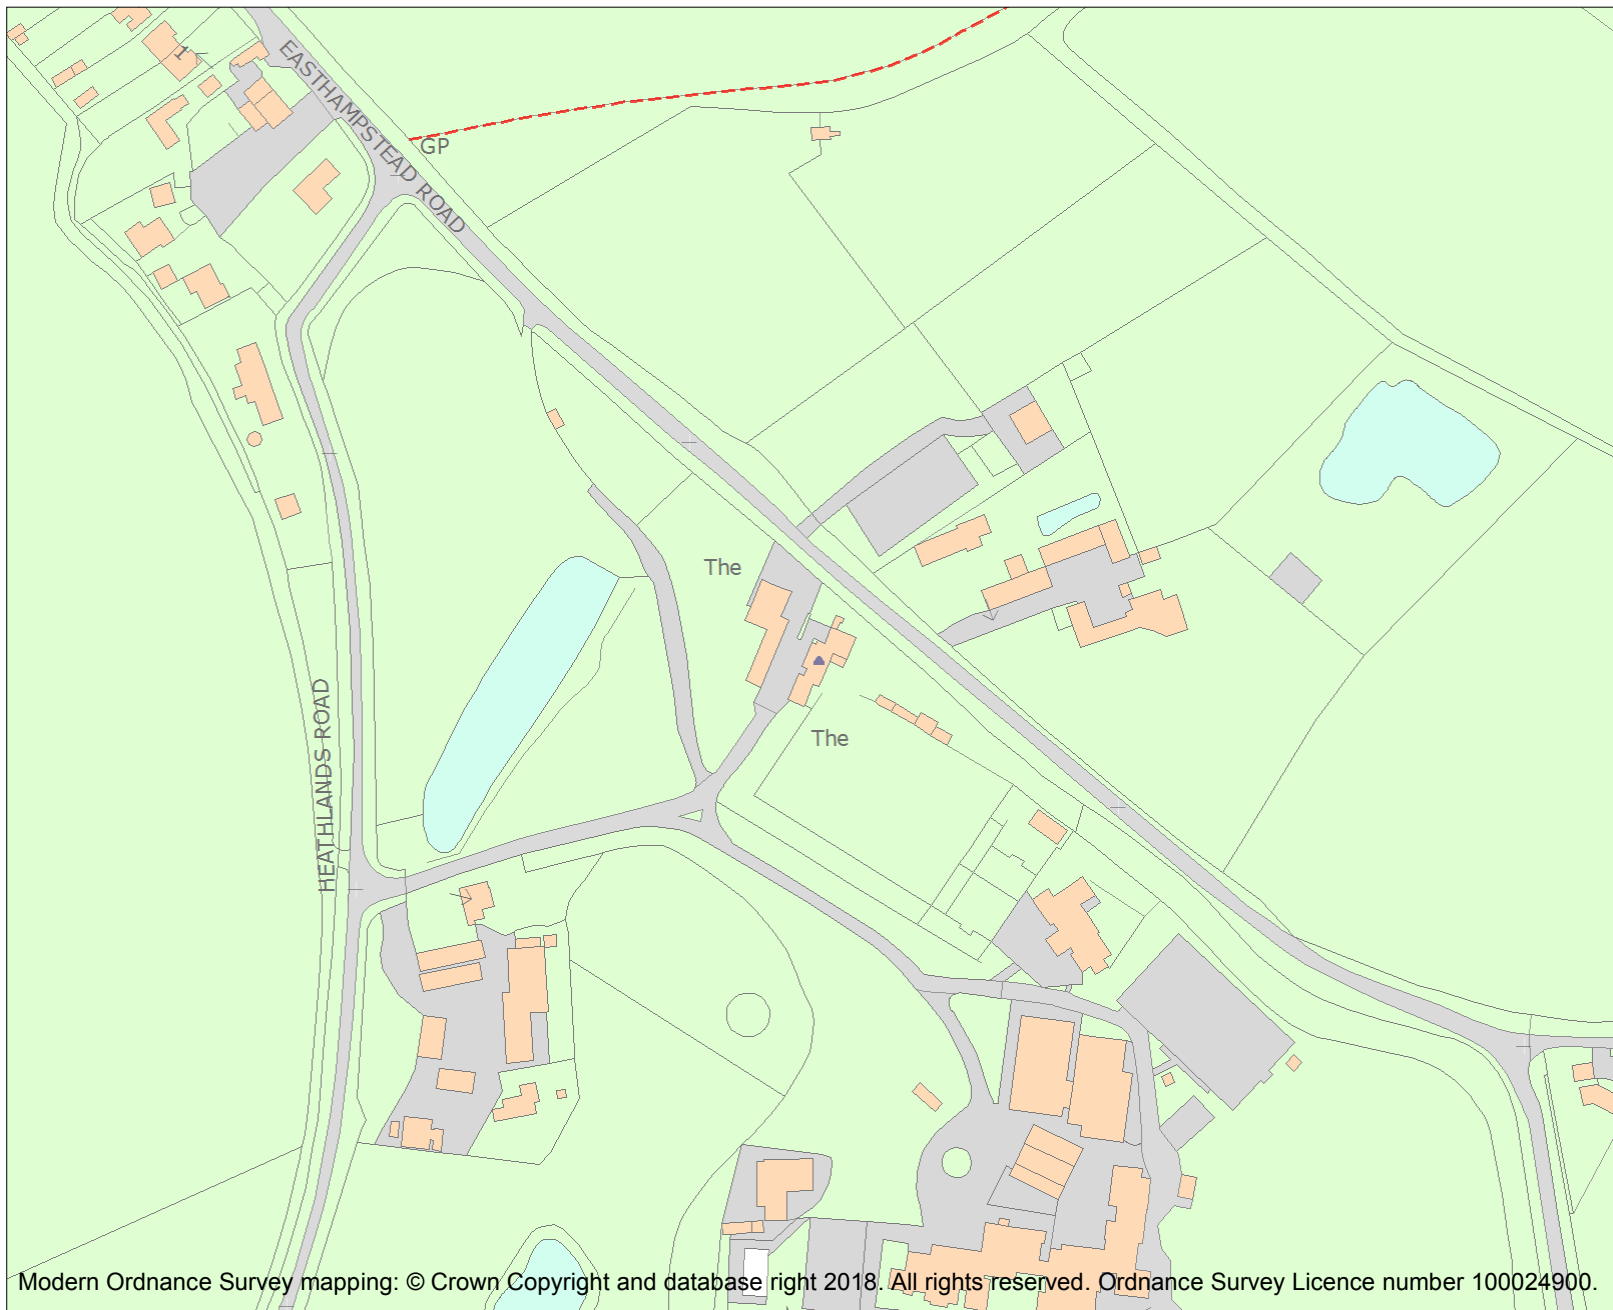 1
EASTHAMPSTEAD ROAD
GP
The
The
HEATHLANDS ROAD
Modern Ordnance Survey mapping: © Crown Copyright and database right 2018. All rights reserved. Ordnance Survey Licence number 100024900.